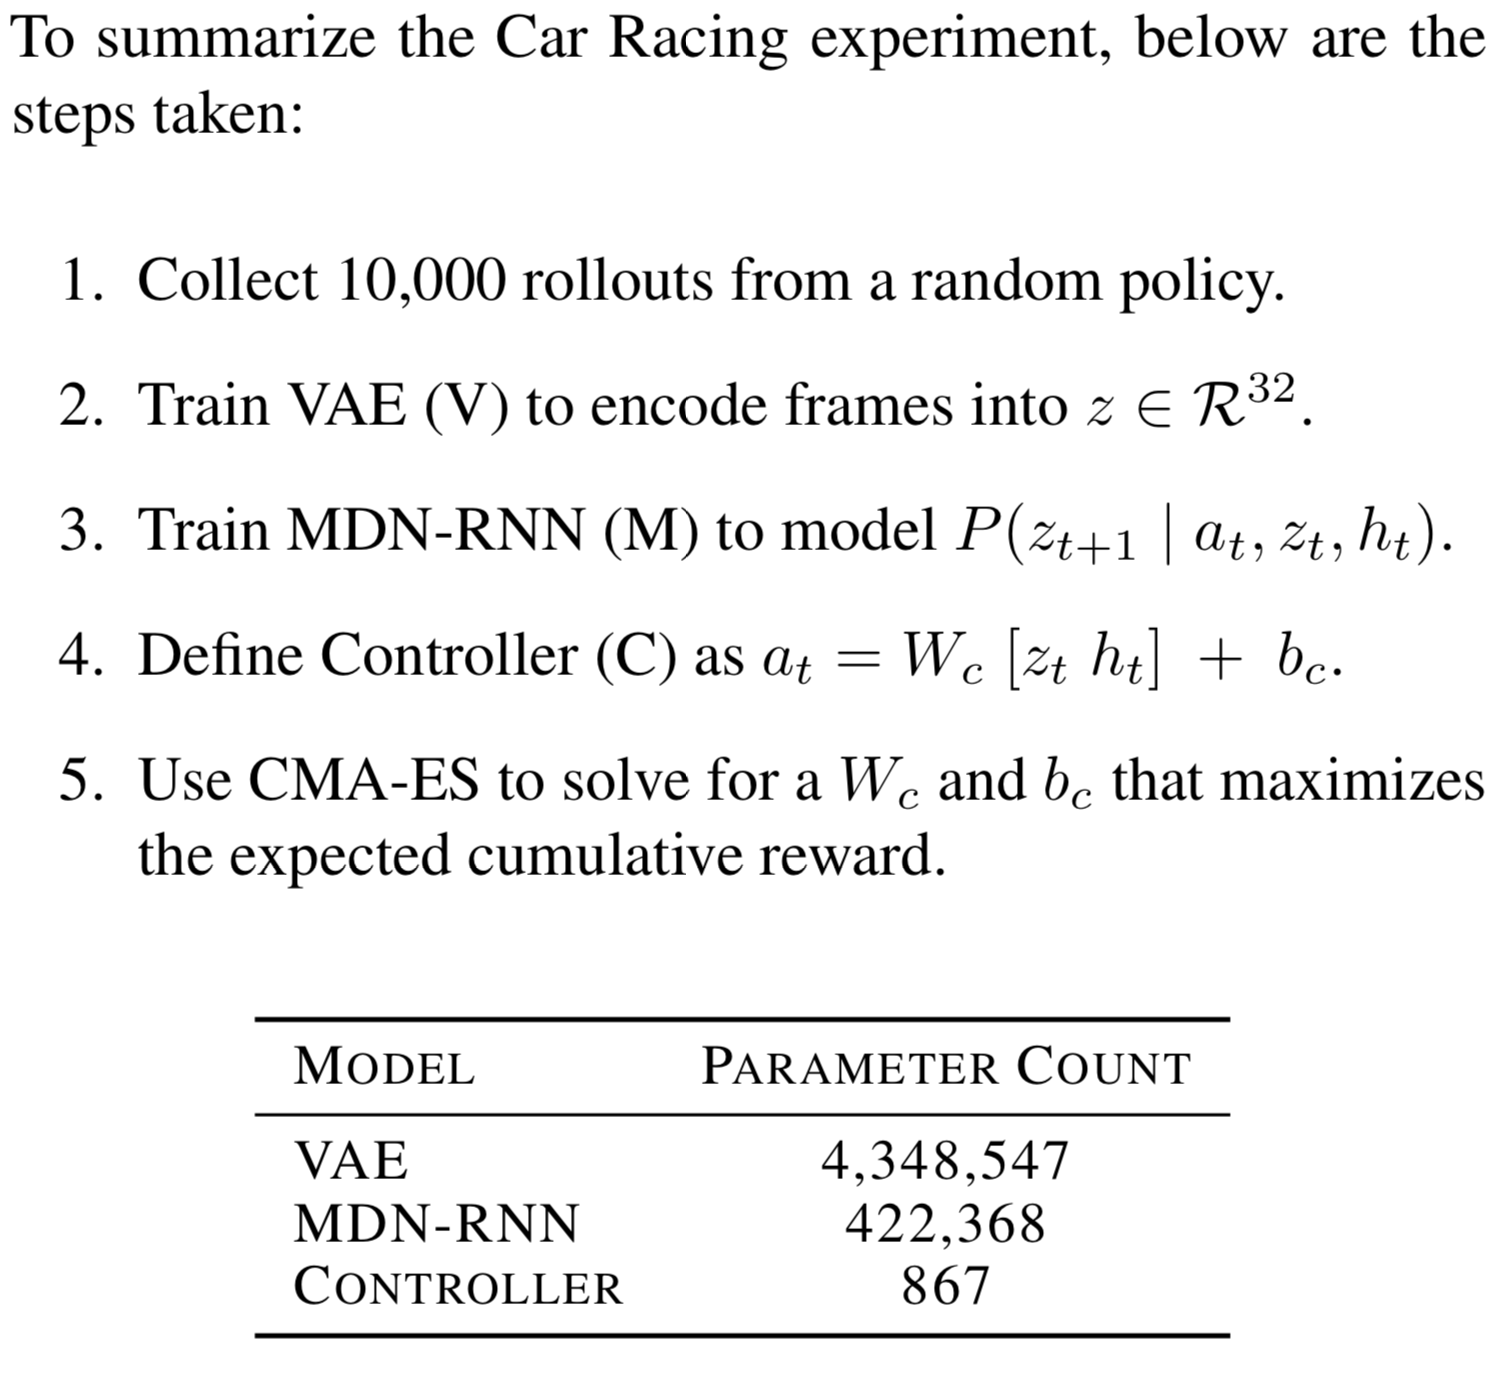 To summarize the Car Racing experiment, below are the
steps taken:
1. Collect 10,000 rollouts from a random policy.
2. Train VAE (V) to encode frames into $z \in \mathcal{R}^{32}$.
3. Train MDN-RNN (M) to model $P(z_{t+1} \mid a_t, z_t, h_t)$.
4. Define Controller (C) as $a_t = W_c [z_t \; h_t] + b_c$.
5. Use CMA-ES to solve for a $W_c$ and $b_c$ that maximizes
the expected cumulative reward.
MODEL PARAMETER COUNT
VAE 4,348,547
MDN-RNN 422,368
CONTROLLER 867